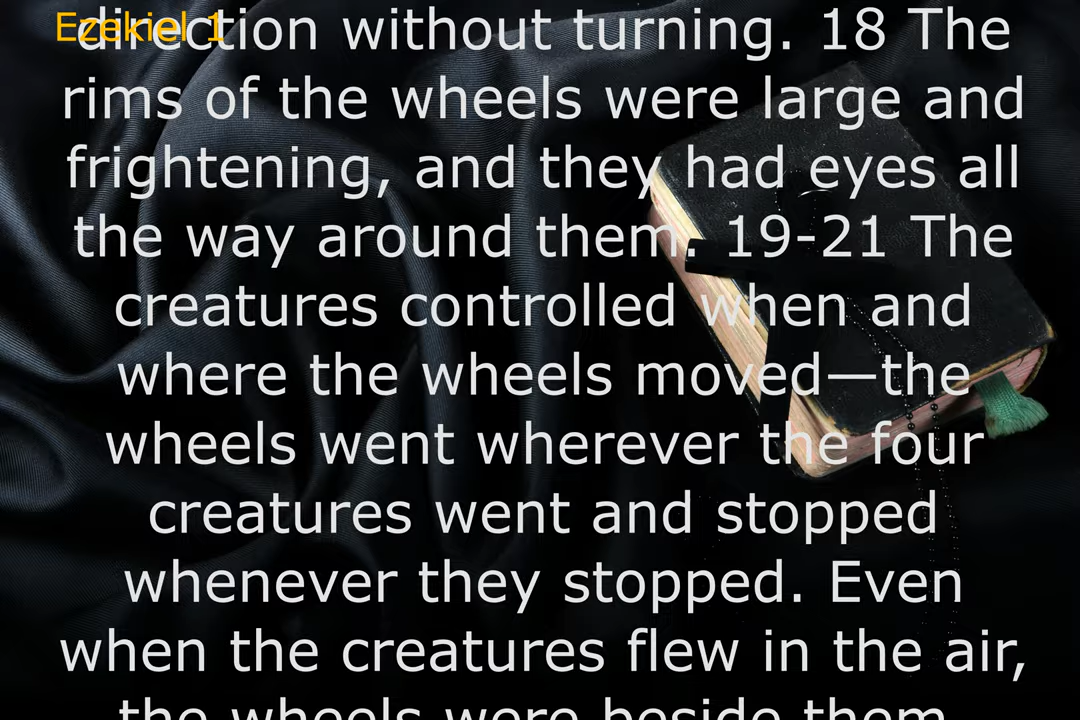 Ezekiel 1
direction without turning. 18 The
rims of the wheels were large and
frightening, and they had eyes all
the way around them. 19-21 The
creatures controlled when and
where the wheels moved—the
wheels went wherever the four
creatures went and stopped
whenever they stopped. Even
when the creatures flew in the air,
the wheels were beside them.